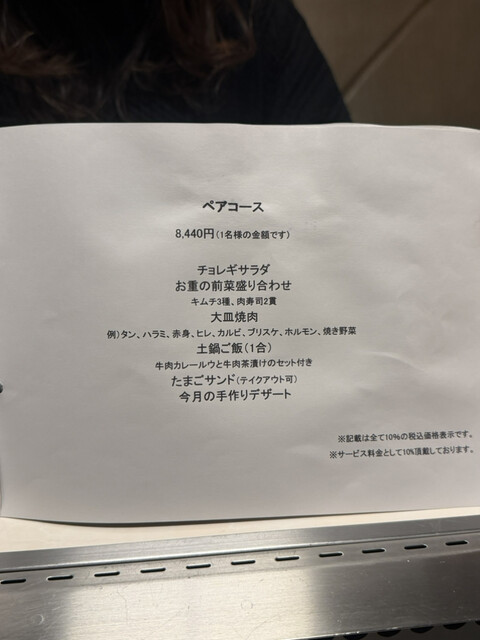 ペアコース
8,440円(1名様の金額です)
チョレギサラダ
お重の前菜盛り合わせ
キムチ3種、肉寿司2貫
大皿焼肉
例)タン、ハラミ、赤身、ヒレ、カルビ、ブリスケ、ホルモン、焼き野菜
土鍋ご飯(1合)
牛肉カレールウと牛肉茶漬けのセット付き
たまごサンド(テイクアウト可)
今月の手作りデザート
※記載は全て10%の税込価格表示です。
※サービス料金として10%頂戴しております。